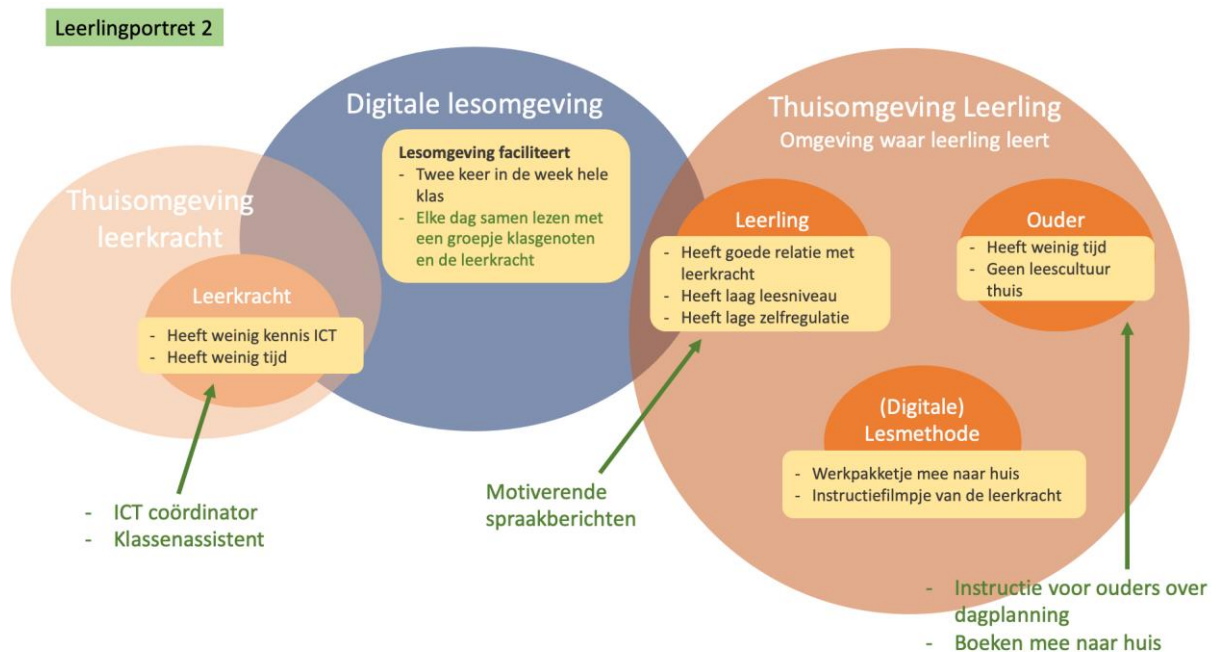 Leerlingportret 2
Digitale lesomgeving
Lesomgeving faciliteert
- Twee keer in de week hele
klas
- Elke dag samen lezen met
een groepje klasgenoten
en de leerkracht
Thuisomgeving
leerkracht
Leerkracht
- Heeft weinig kennis ICT
- Heeft weinig tijd
- ICT coördinator
- Klassenassistent
Thuisomgeving Leerling
Omgeving waar leerling leert
Leerling
- Heeft goede relatie met
leerkracht
- Heeft laag leesniveau
- Heeft lage zelfregulatie
Motiverende
spraakberichten
Ouder
- Heeft weinig tijd
- Geen leescultuur
thuis
(Digitale)
Lesmethode
- Werkpakketje mee naar huis
- Instructiefilmpje van de leerkracht
- Instructie voor ouders over
dagplanning
- Boeken mee naar huis